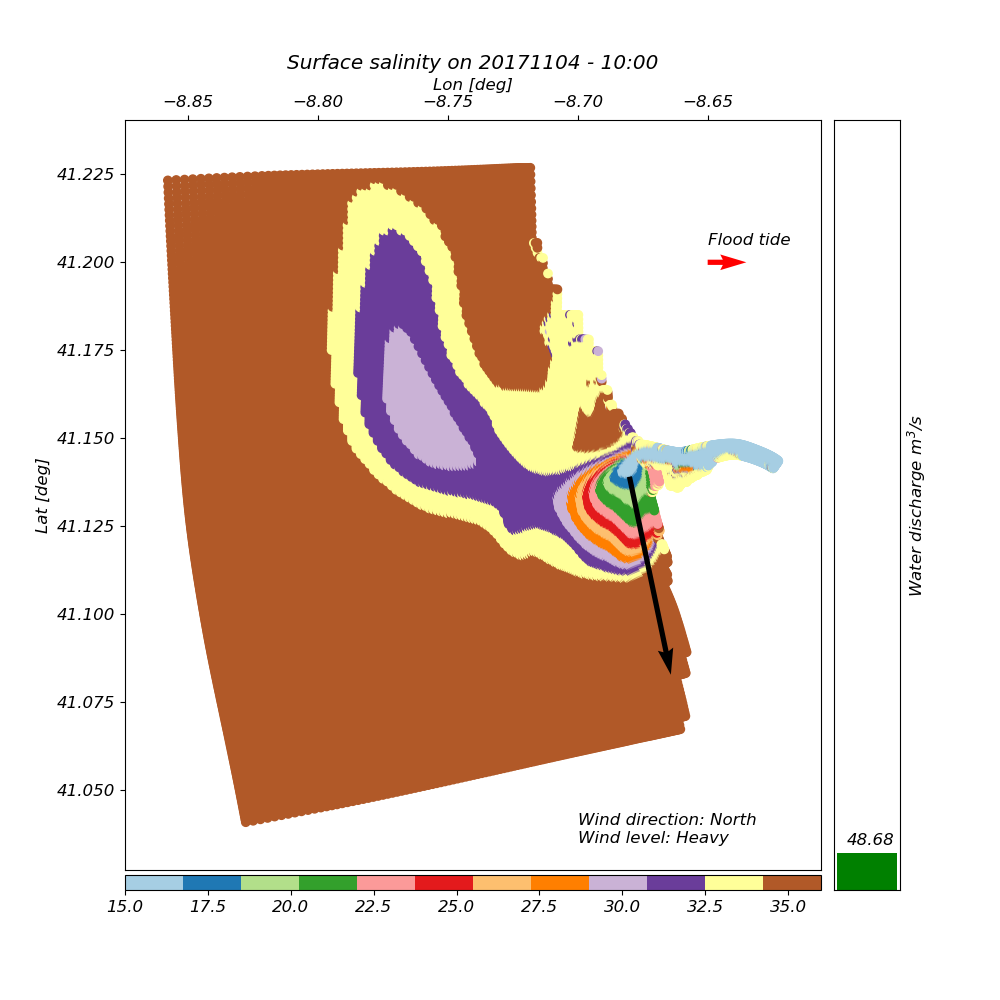 Surface salinity on 20171104 - 10:00
Lon [deg]
−8.85 −8.80 −8.75 −8.70 −8.65
41.225
41.200
41.175
41.150
41.125
41.100
41.075
41.050
Lat [deg]
Flood tide
Wind direction: North
Wind level: Heavy
15.0 17.5 20.0 22.5 25.0 27.5 30.0 32.5 35.0
48.68
Water discharge m³/s